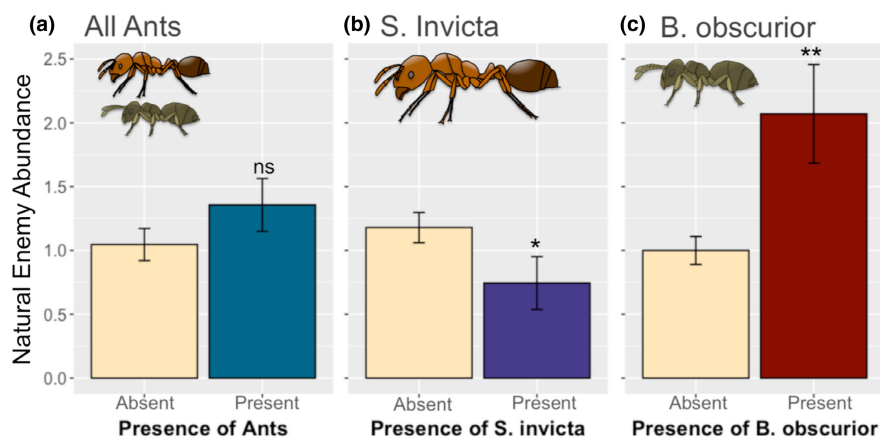 (a) All Ants
(b) S. Invicta
(c) B. obscurior
Natural Enemy Abundance
2.5
2.0
1.5
1.0
0.5
0.0
ns
*
**
Absent Present
Absent Present
Absent Present
Presence of Ants
Presence of S. invicta
Presence of B. obscurior